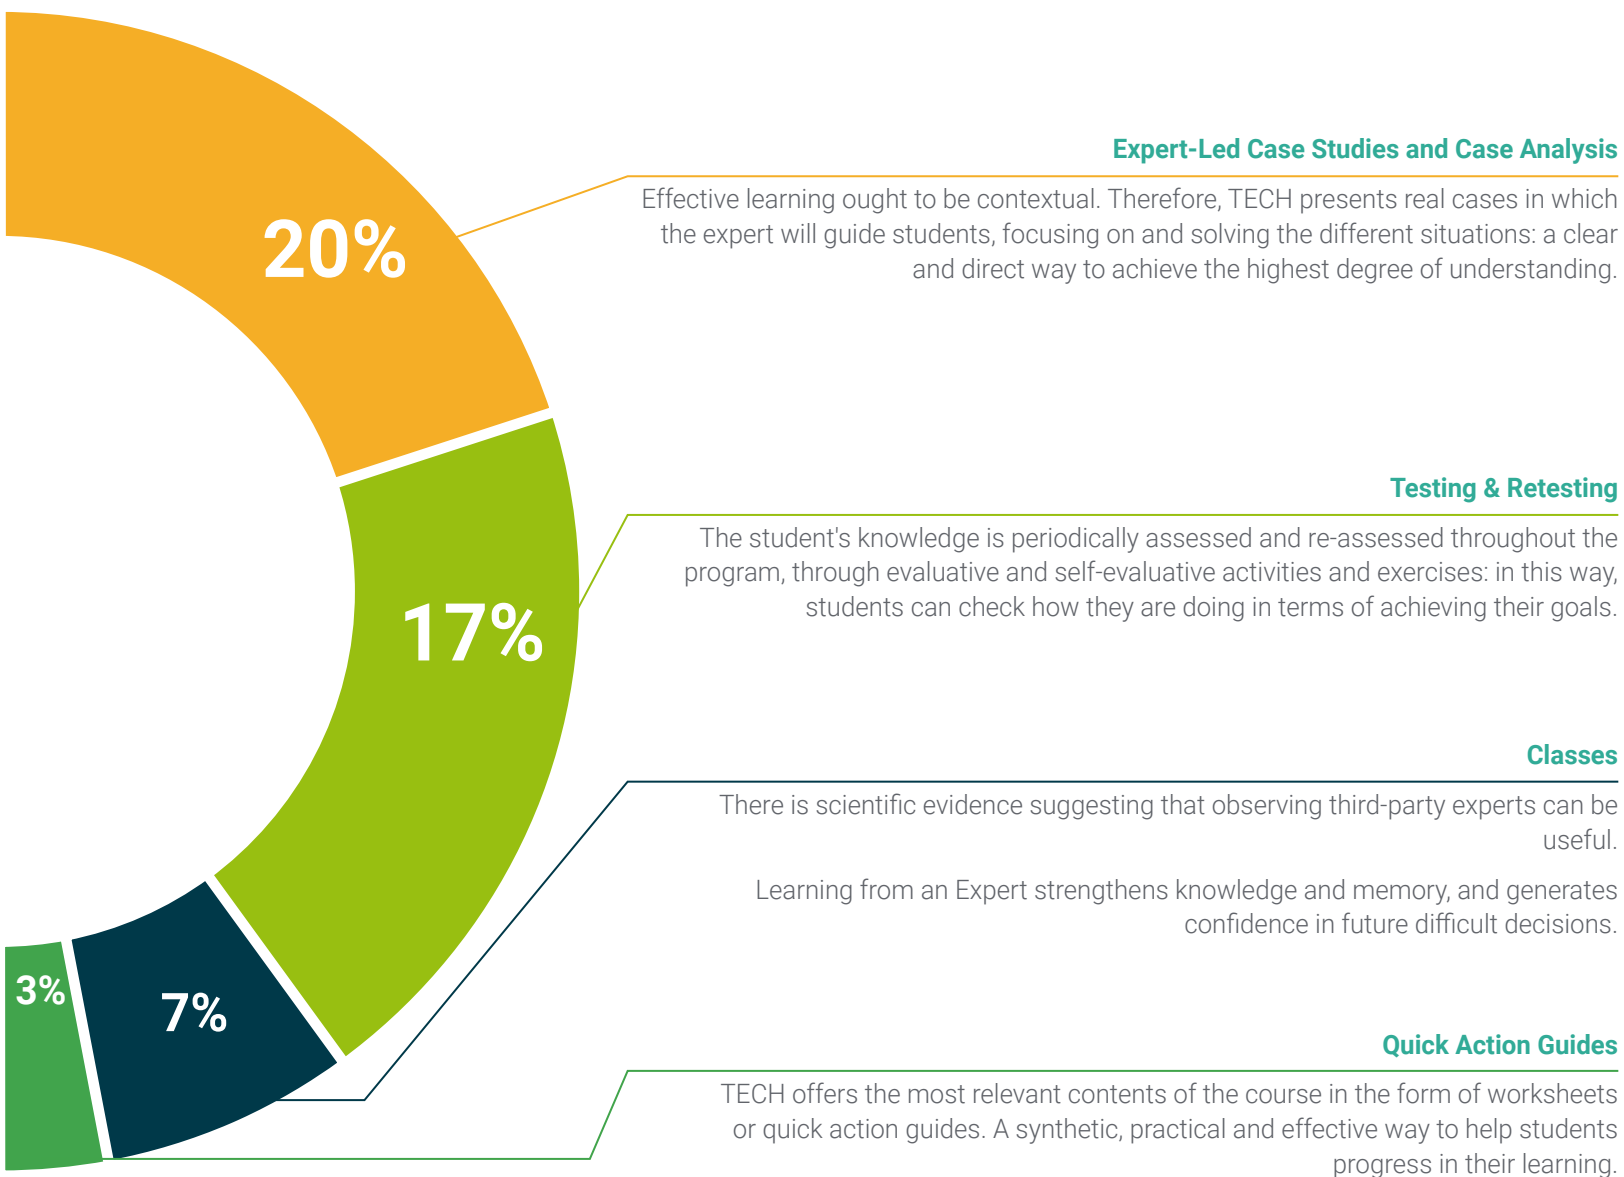 Expert-Led Case Studies and Case Analysis
Effective learning ought to be contextual. Therefore, TECH presents real cases in which
the expert will guide students, focusing on and solving the different situations: a clear
and direct way to achieve the highest degree of understanding.
20%
Testing & Retesting
The student's knowledge is periodically assessed and re-assessed throughout the
program, through evaluative and self-evaluative activities and exercises: in this way,
students can check how they are doing in terms of achieving their goals.
17%
Classes
There is scientific evidence suggesting that observing third-party experts can be
useful.
Learning from an Expert strengthens knowledge and memory, and generates
confidence in future difficult decisions.
7%
3%
Quick Action Guides
TECH offers the most relevant contents of the course in the form of worksheets
or quick action guides. A synthetic, practical and effective way to help students
progress in their learning.